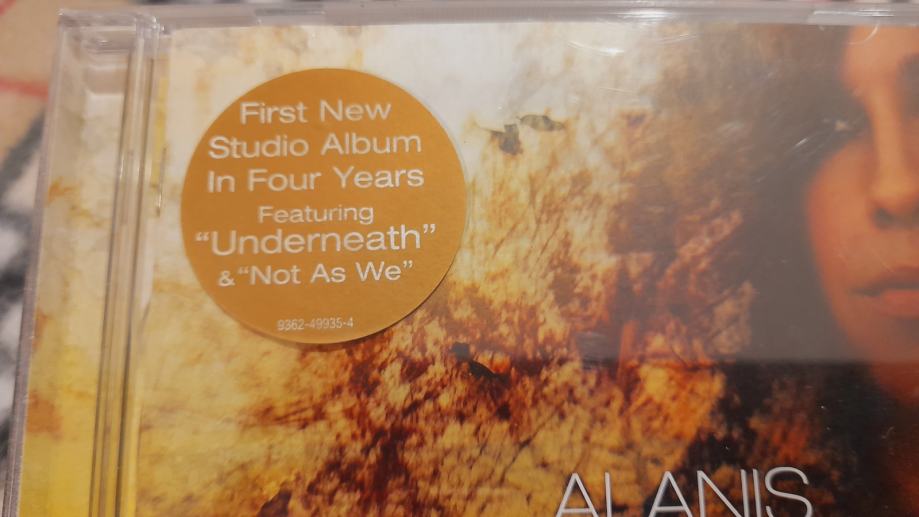 First New
Studio Album
In Four Years
Featuring
“Underneath”
& “Not As We”
9362-49935-4
ALANIS